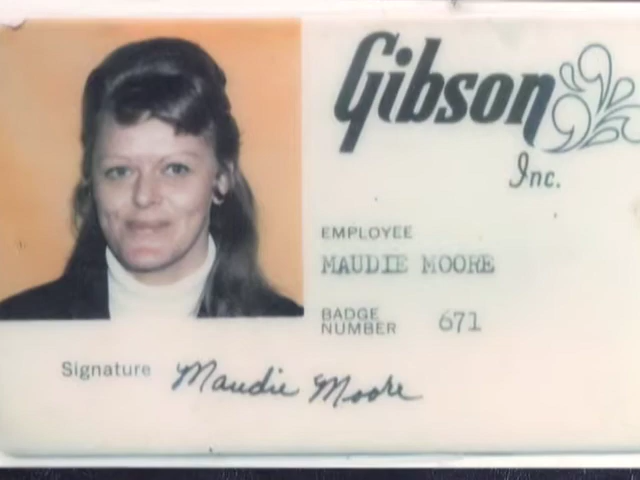 Gibson
Inc.
EMPLOYEE
MAUDIE MOORE
BADGE
NUMBER 671
Signature Maudie Moore